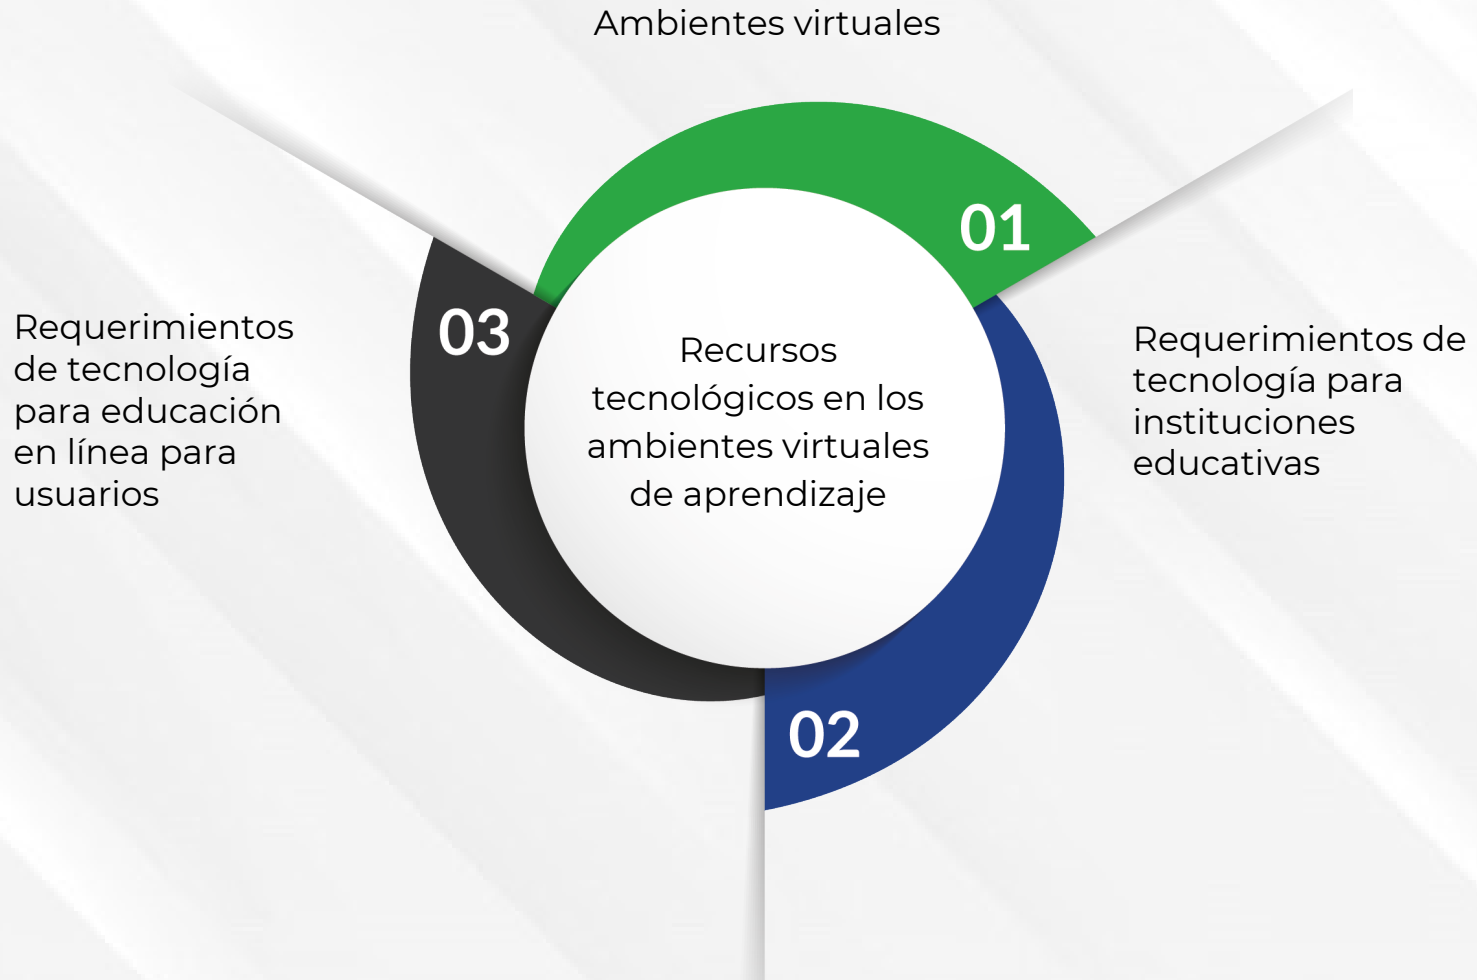 Ambientes virtuales
01
Requerimientos de
tecnología para
instituciones
educativas
02
Requerimientos
de tecnología
para educación
en línea para
usuarios
03
Recursos
tecnológicos en los
ambientes virtuales
de aprendizaje